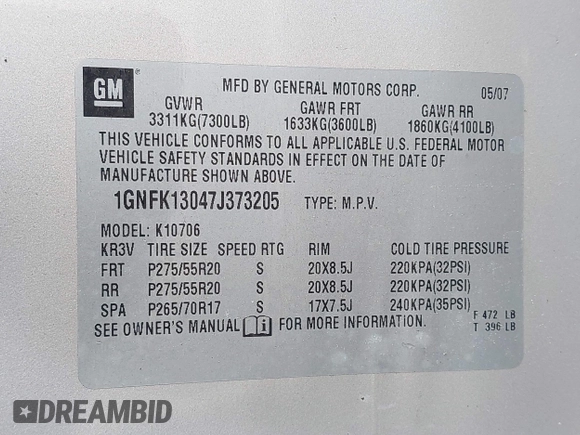 GM
MFD BY GENERAL MOTORS CORP. 05/07
GVWR GAWR FRT GAWR RR
3311KG(7300LB) 1633KG(3600LB) 1860KG(4100LB)
THIS VEHICLE CONFORMS TO ALL APPLICABLE U.S. FEDERAL MOTOR
VEHICLE SAFETY STANDARDS IN EFFECT ON THE DATE OF
MANUFACTURE SHOWN ABOVE.
1GNFK13047J373205 TYPE: M.P.V.
MODEL: K10706
KR3V TIRE SIZE SPEED RTG RIM COLD TIRE PRESSURE
FRT P275/55R20 S 20X8.5J 220KPA(32PSI)
RR P275/55R20 S 20X8.5J 220KPA(32PSI)
SPA P265/70R17 S 17X7.5J 240KPA(35PSI)
SEE OWNER'S MANUAL i FOR MORE INFORMATION.
F 472 LB
T 396 LB
DREAMBID